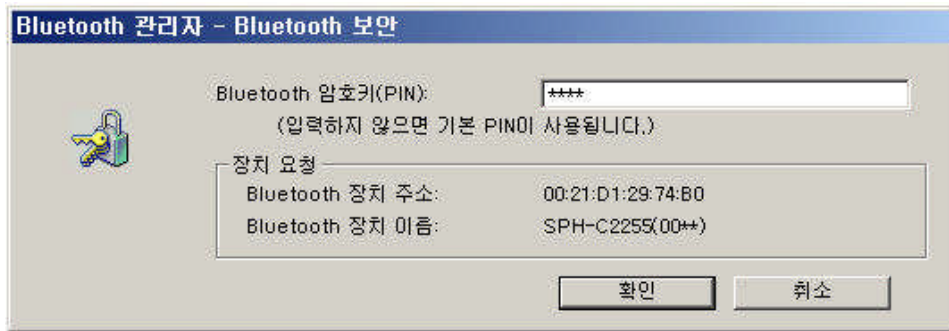 Bluetooth 관리자 - Bluetooth 보안
Bluetooth 암호키(PIN): ****
(입력하지 않으면 기본 PIN이 사용됩니다.)
장치 요청
Bluetooth 장치 주소: 00:21:D1:29:74:B0
Bluetooth 장치 이름: SPH-C2255(00**)
확인 취소